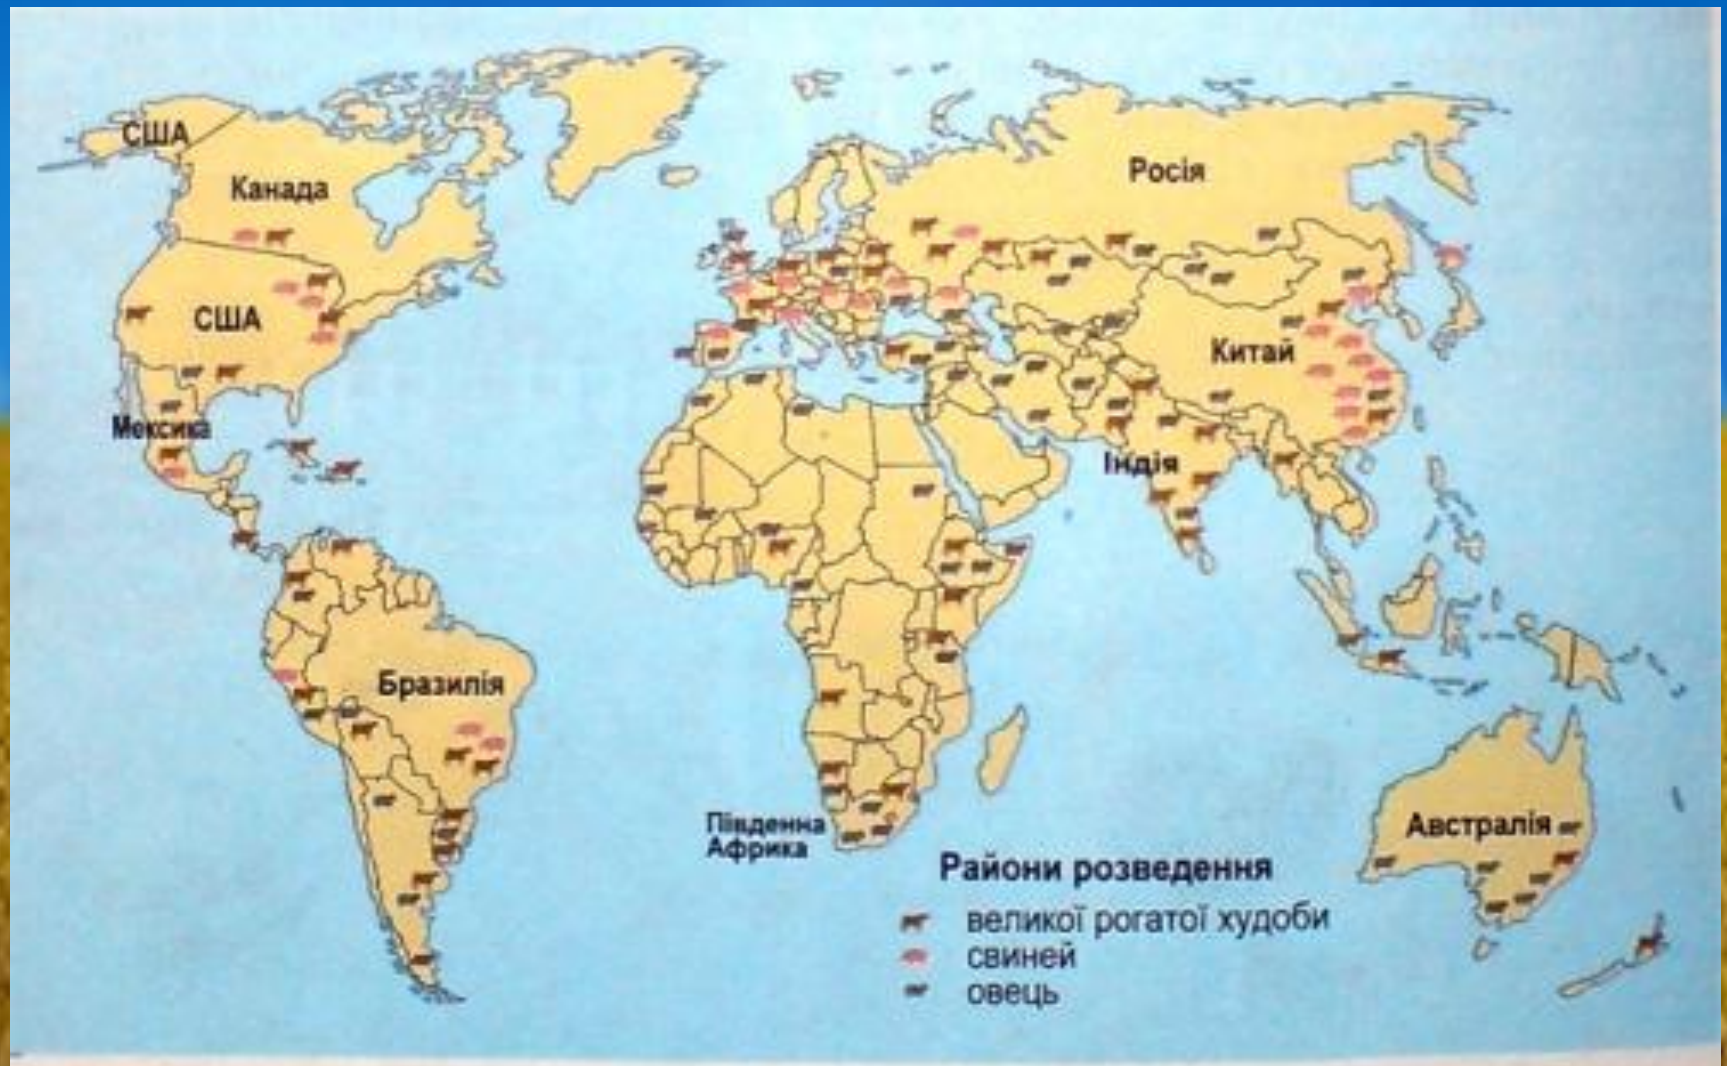 США
Канада
Росія
США
Китай
Мексика
Індія
Бразилія
Південна
Африка
Австралія
Райони розведення
великої рогатої худоби
свиней
овець